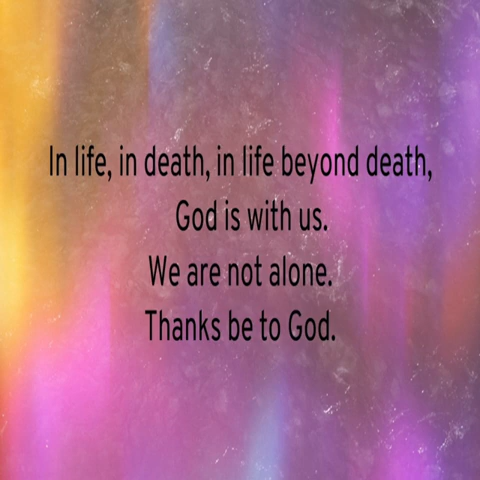 In life, in death, in life beyond death,
God is with us.
We are not alone.
Thanks be to God.